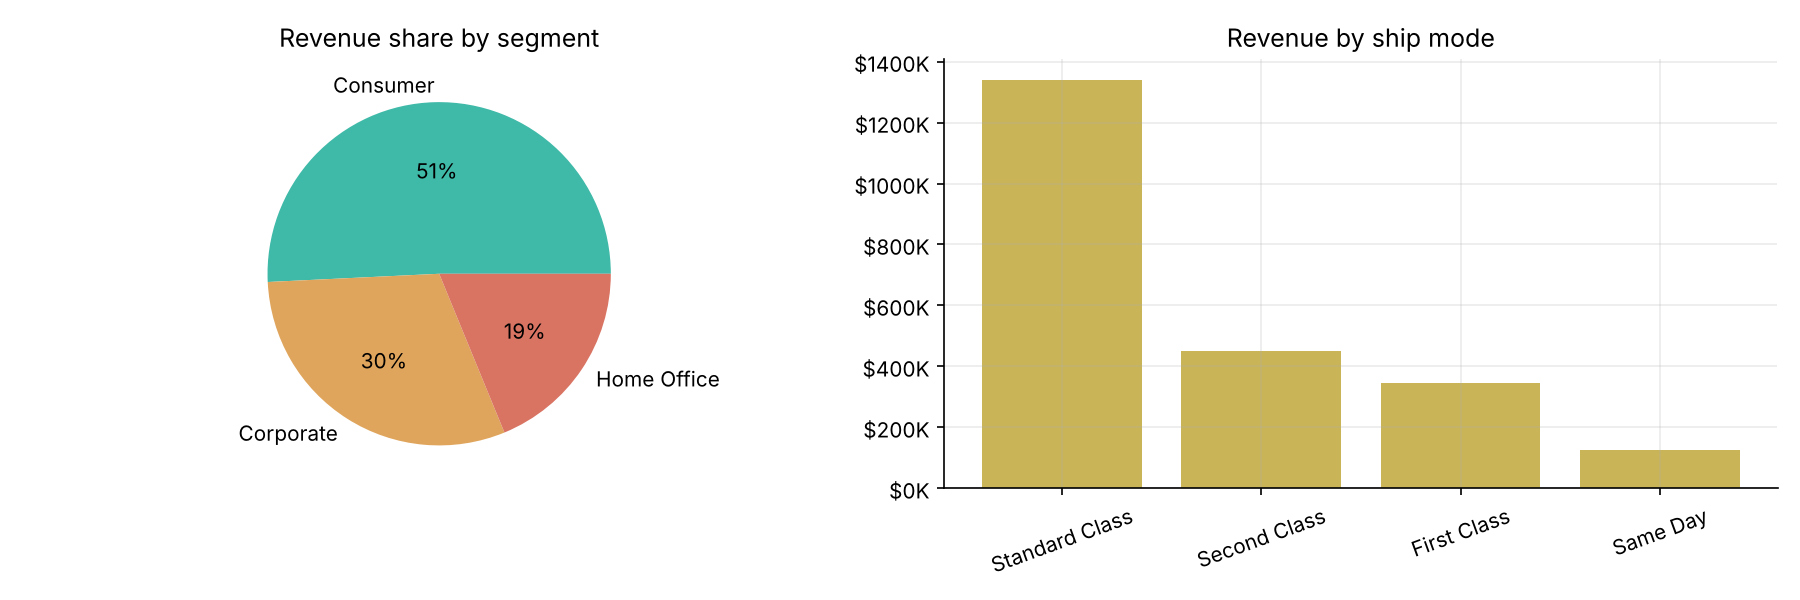 Revenue share by segment
Consumer
51%
30%
19%
Home Office
Corporate
Revenue by ship mode
$1400K
$1200K
$1000K
$800K
$600K
$400K
$200K
$0K
Standard Class
Second Class
First Class
Same Day